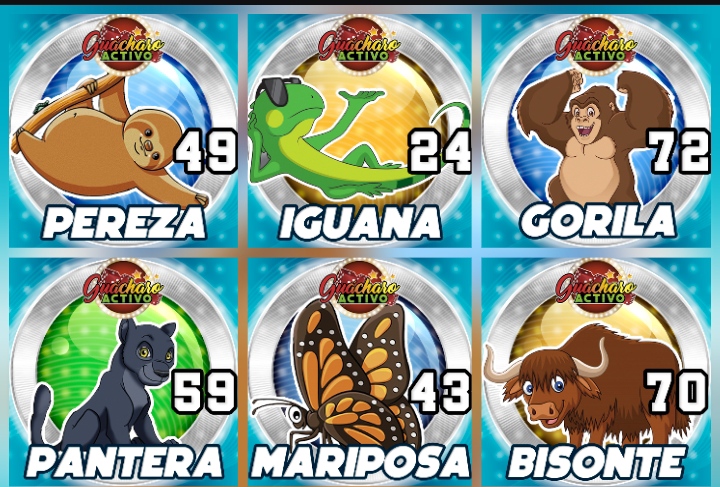 Guacharo
ACTIVO
49
PEREZA
Guacharo
ACTIVO
24
IGUANA
Guacharo
ACTIVO
72
GORILA
Guacharo
ACTIVO
59
PANTERA
Guacharo
ACTIVO
43
MARIPOSA
Guacharo
ACTIVO
70
BISONTE